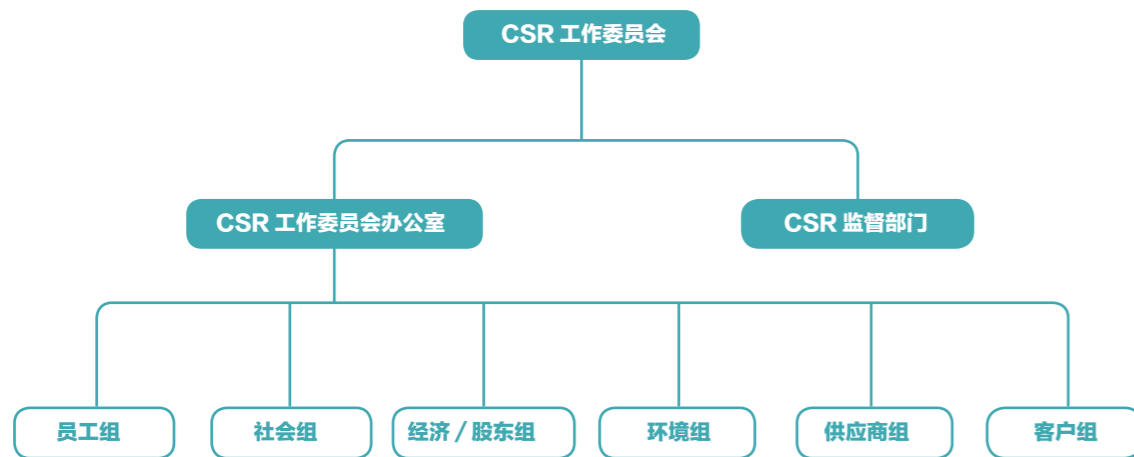 CSR 工作委员会
CSR 工作委员会办公室
CSR 监督部门
员工组
社会组
经济 / 股东组
环境组
供应商组
客户组